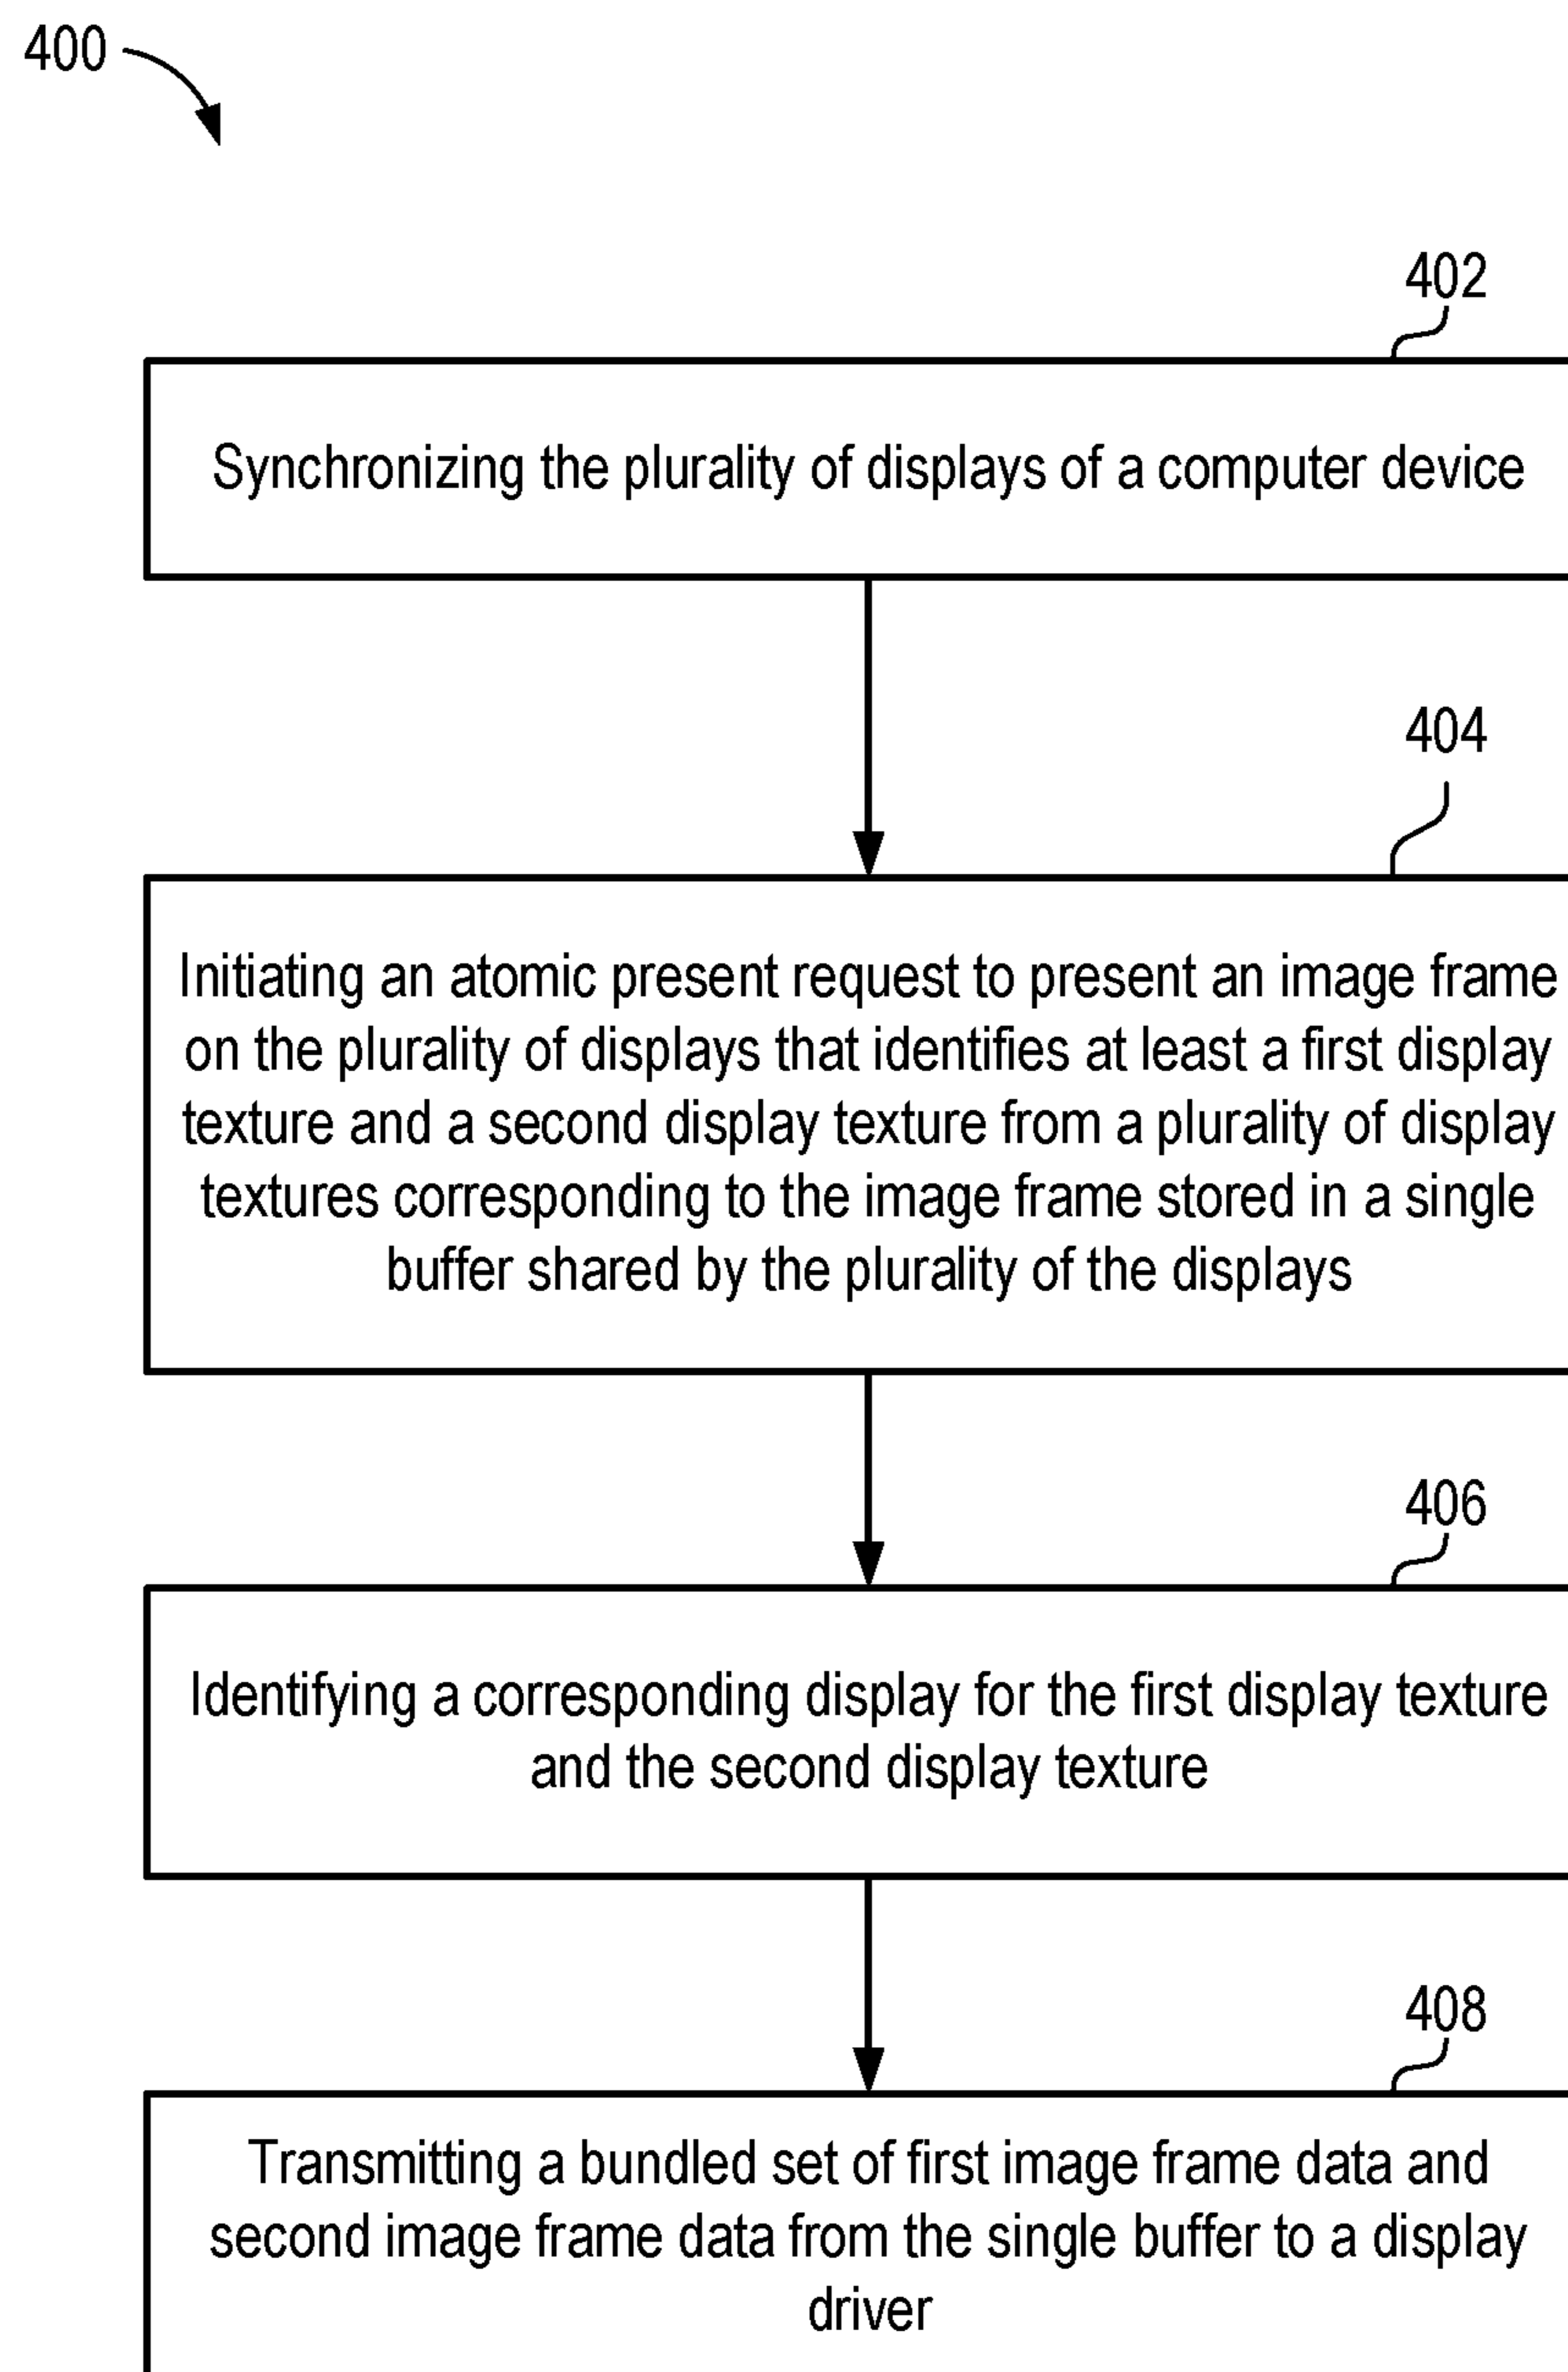 400
402
Synchronizing the plurality of displays of a computer device
404
Initiating an atomic present request to present an image frame
on the plurality of displays that identifies at least a first display
texture and a second display texture from a plurality of display
textures corresponding to the image frame stored in a single
buffer shared by the plurality of the displays
406
Identifying a corresponding display for the first display texture
and the second display texture
408
Transmitting a bundled set of first image frame data and
second image frame data from the single buffer to a display
driver